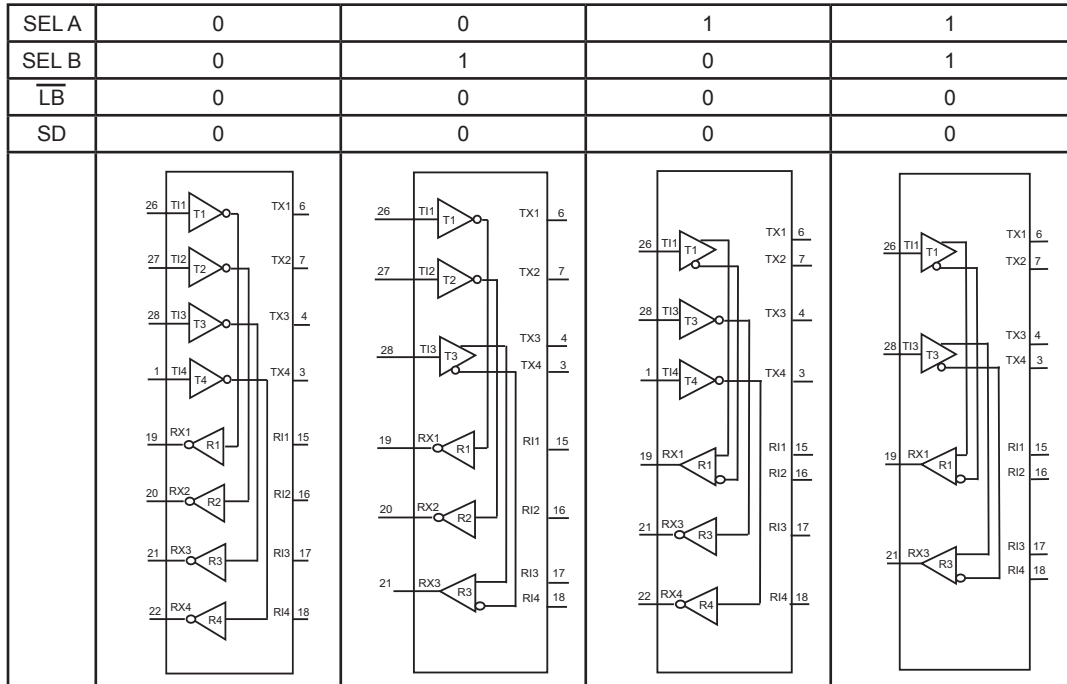 SEL A 0 0 1 1
SEL B 0 1 0 1
LB 0 0 0 0
SD 0 0 0 0
26 TI1 T1 TX1 6
27 TI2 T2 TX2 7
28 TI3 T3 TX3 4
1 TI4 T4 TX4 3
19 RX1 R1 RI1 15
20 RX2 R2 RI2 16
21 RX3 R3 RI3 17
22 RX4 R4 RI4 18
26 TI1 T1 TX1 6
27 TI2 T2 TX2 7
28 TI3 T3 TX3 4
TX4 3
19 RX1 R1 RI1 15
20 RX2 R2 RI2 16
21 RX3 R3 RI3 17
RI4 18
26 TI1 T1 TX1 6
TX2 7
28 TI3 T3 TX3 4
1 TI4 T4 TX4 3
19 RX1 R1 RI1 15
RI2 16
21 RX3 R3 RI3 17
22 RX4 R4 RI4 18
26 TI1 T1 TX1 6
TX2 7
28 TI3 T3 TX3 4
TX4 3
19 RX1 R1 RI1 15
RI2 16
21 RX3 R3 RI3 17
RI4 18